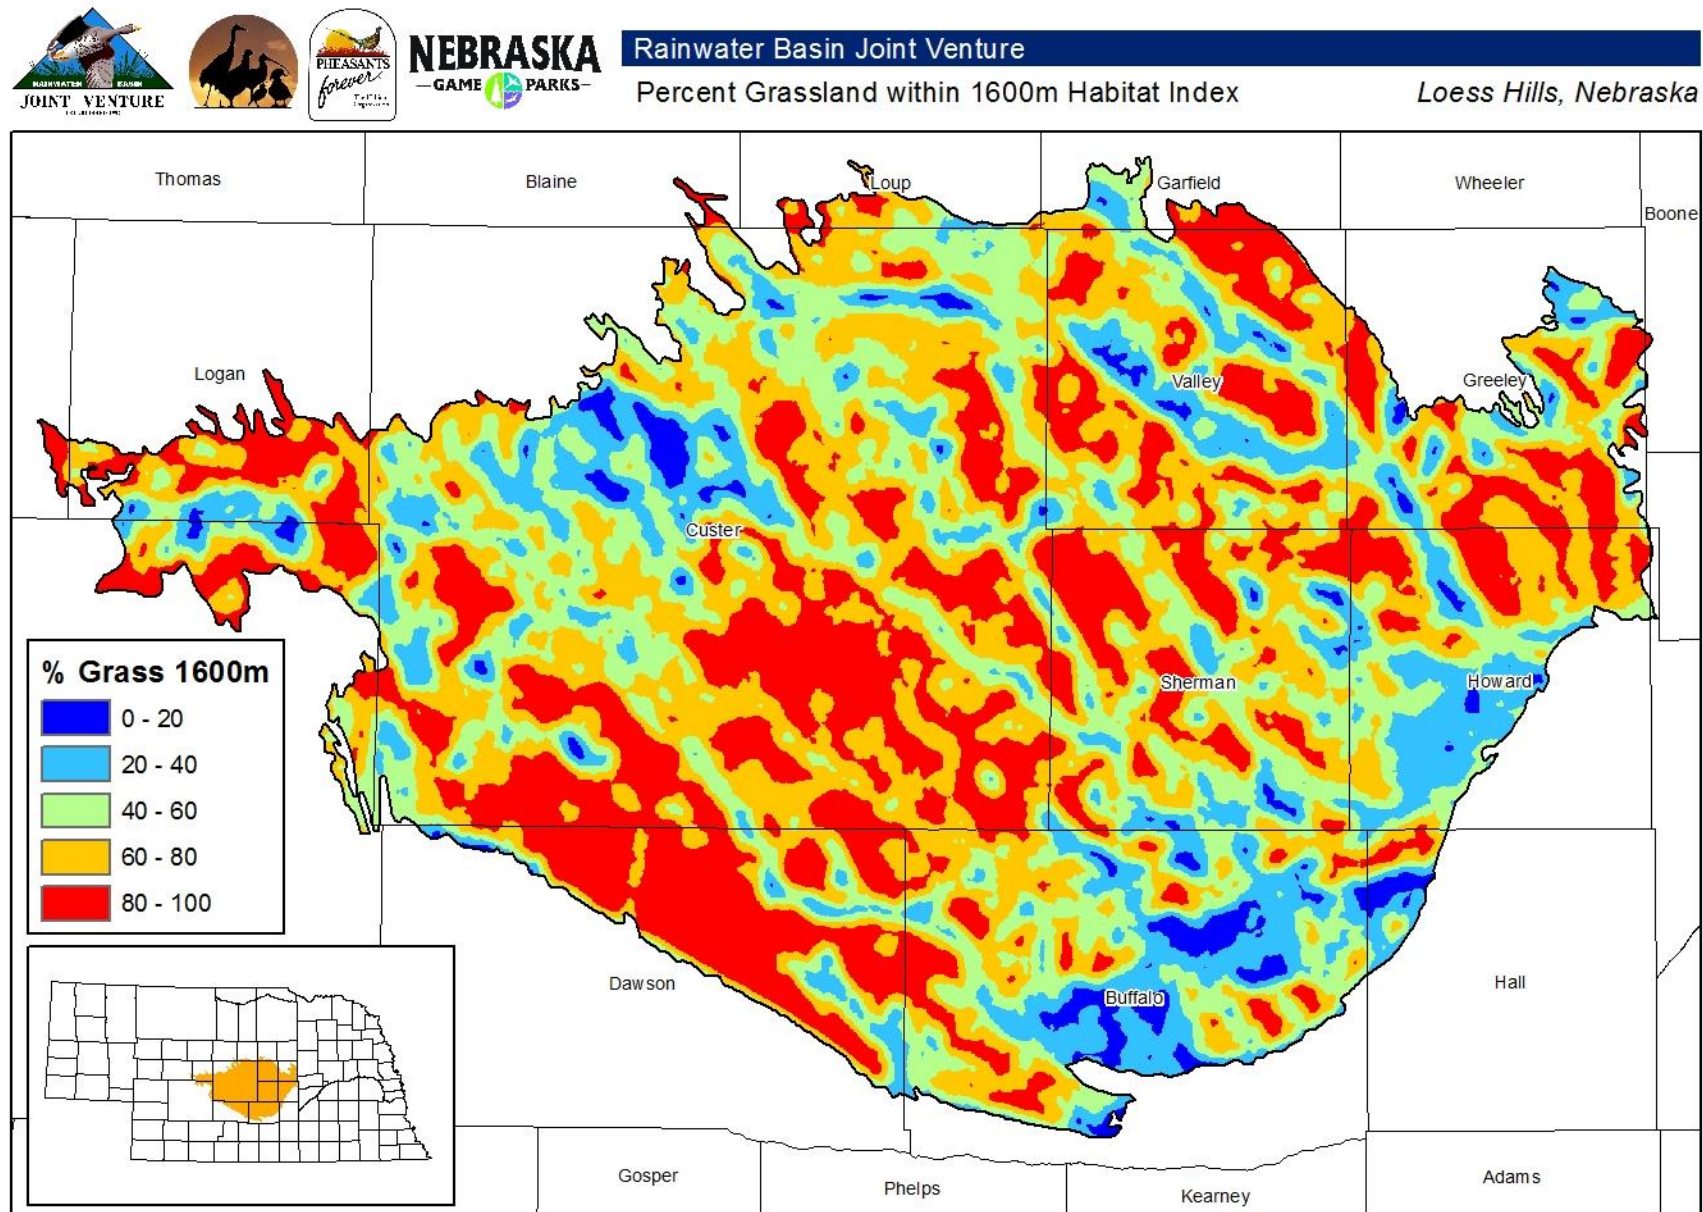 RAINWATER BASIN
JOINT VENTURE
PHEASANTS
forever
NEBRASKA
GAME PARKS
Rainwater Basin Joint Venture
Percent Grassland within 1600m Habitat Index
Loess Hills, Nebraska
Thomas
Blaine
Loup
Garfield
Wheeler
Boone
Logan
Valley
Greeley
Custer
Sherman
Howard
% Grass 1600m
0 - 20
20 - 40
40 - 60
60 - 80
80 - 100
Dawson
Buffalo
Hall
Gosper
Phelps
Kearney
Adams